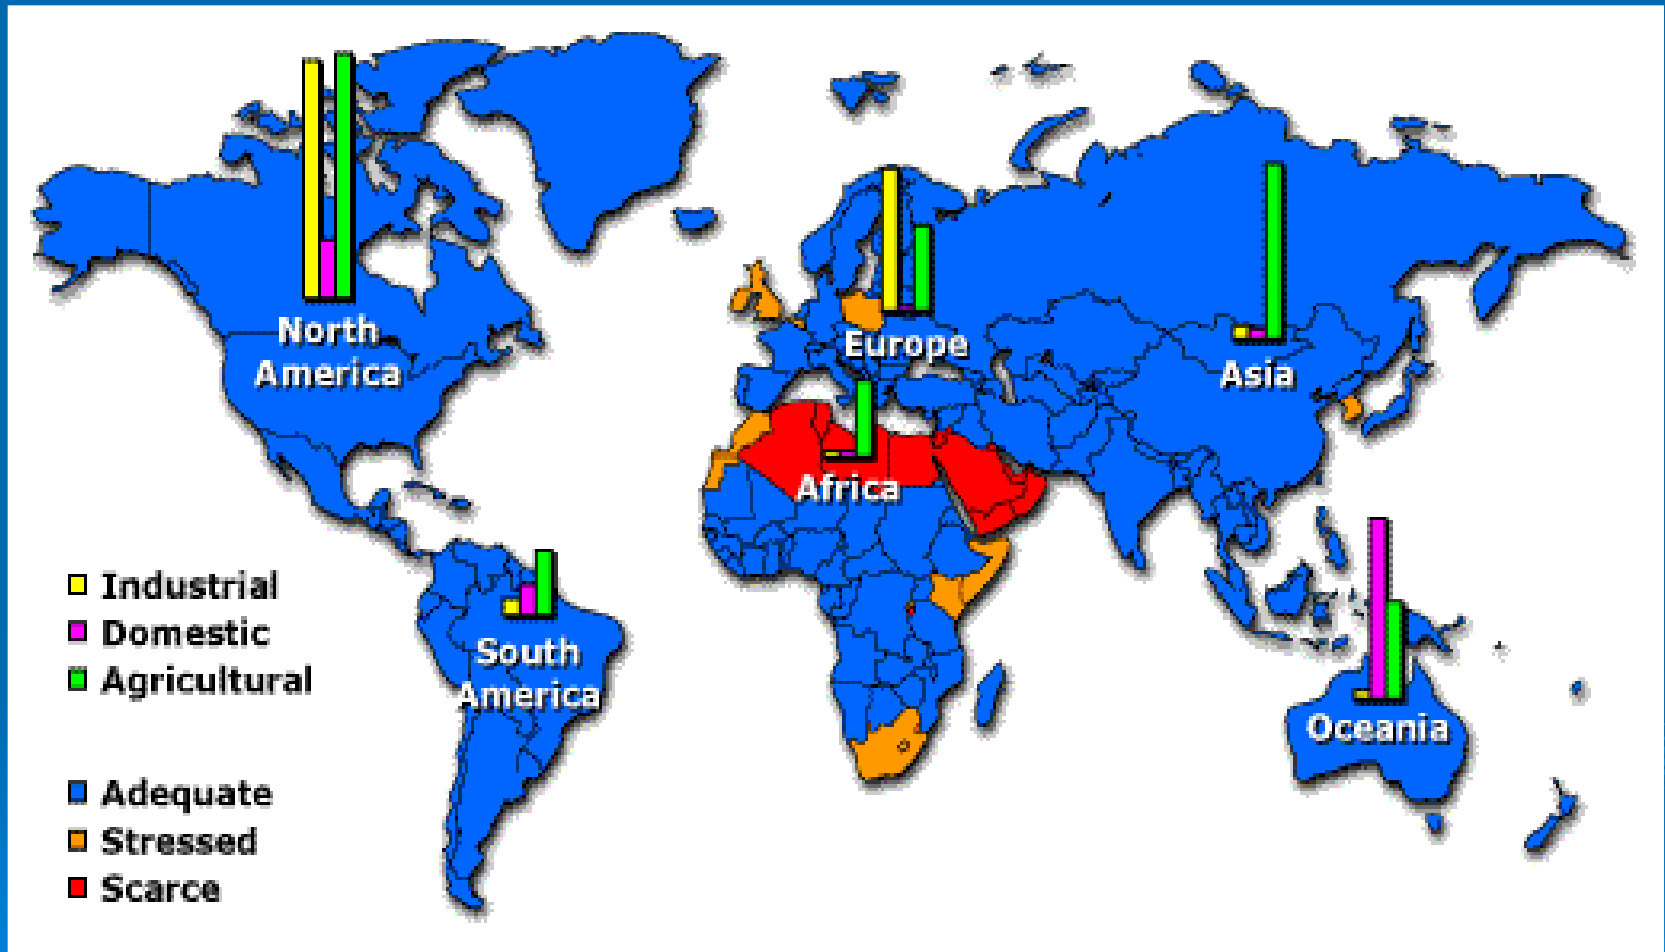 North
America
Europe
Asia
Africa
South
America
Oceania
Industrial
Domestic
Agricultural
Adequate
Stressed
Scarce